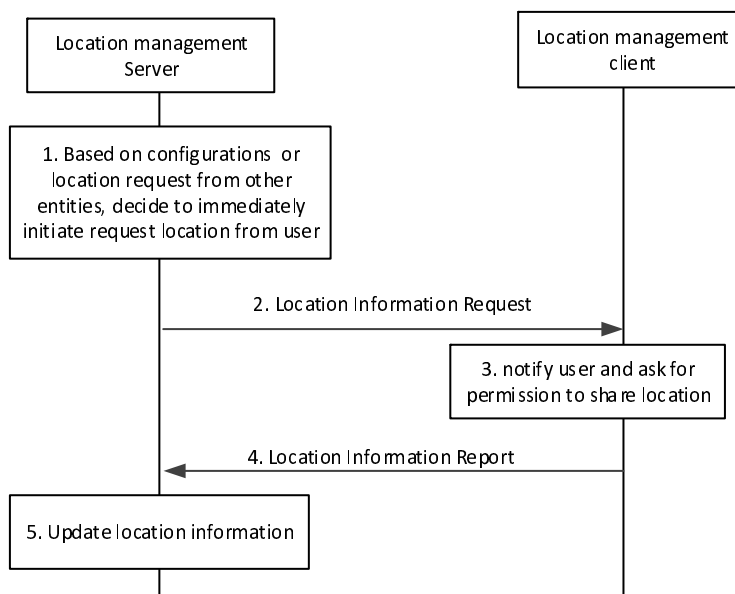 Location management
Server
Location management
client
1. Based on configurations or
location request from other
entities, decide to immediately
initiate request location from user
2. Location Information Request
3. notify user and ask for
permission to share location
4. Location Information Report
5. Update location information